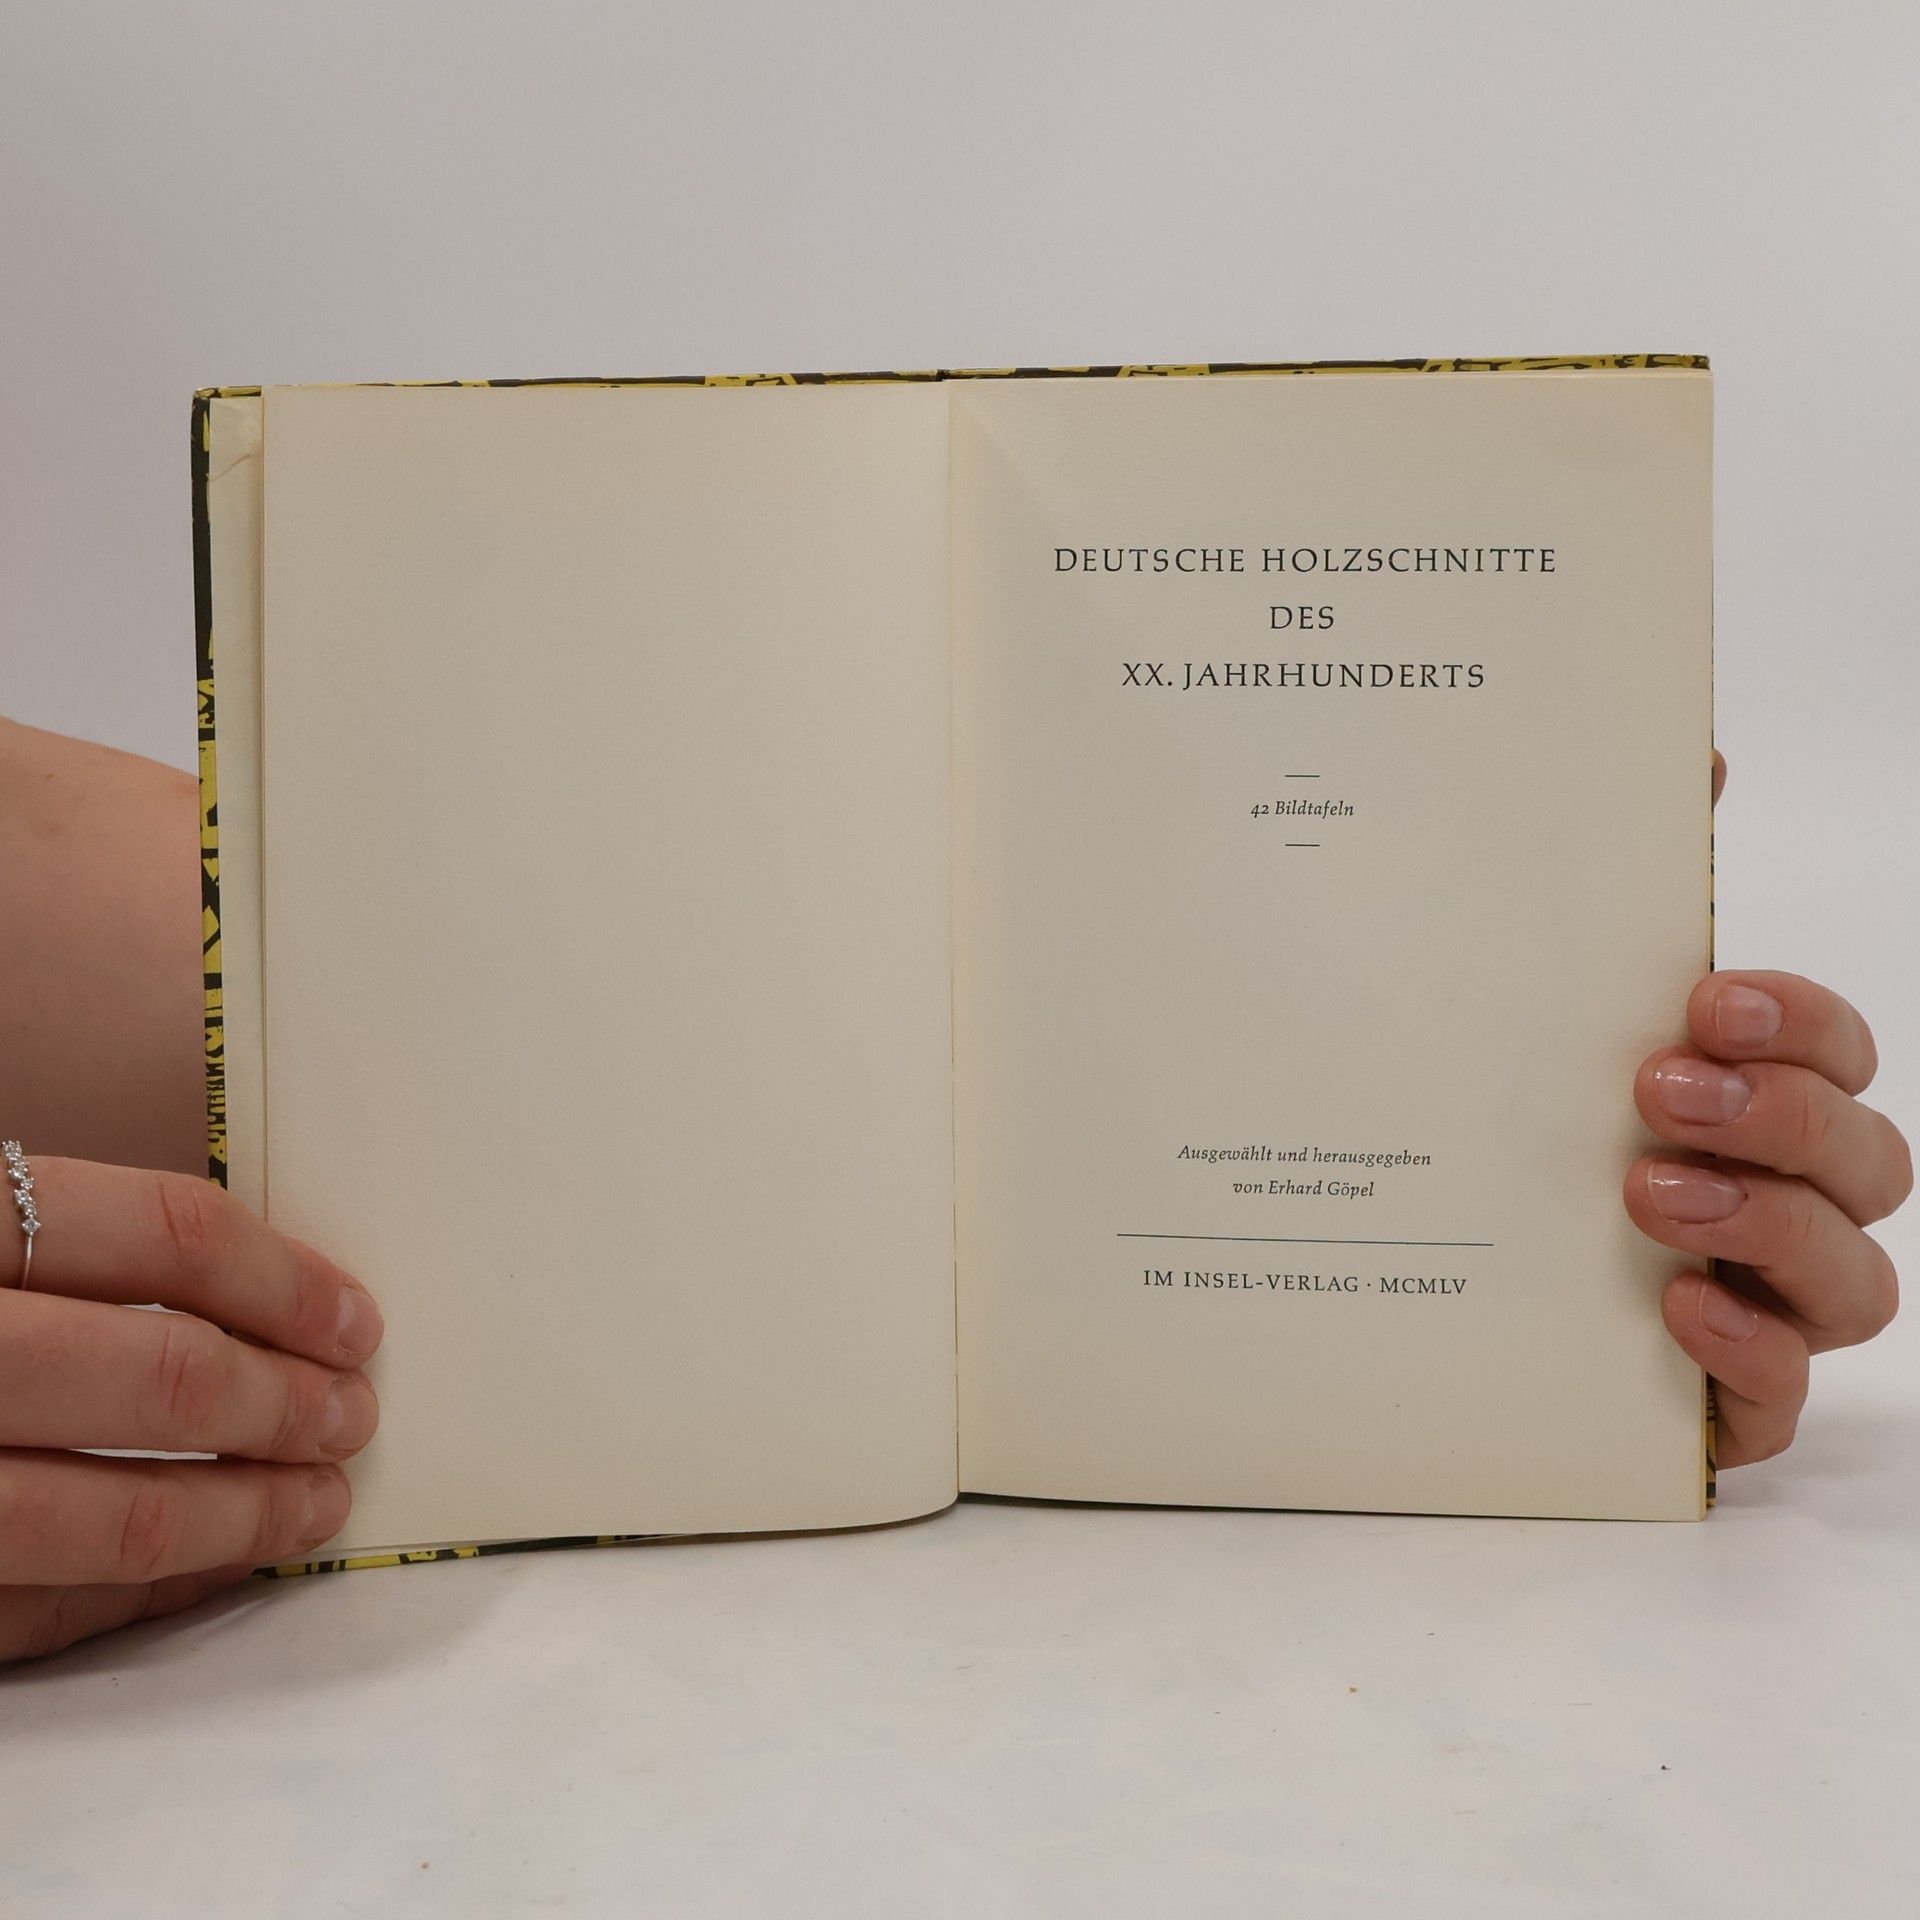 DEUTSCHE HOLZSCHNITTE
DES
XX. JAHRHUNDERTS
42 Bildtafeln
Ausgewählt und herausgegeben
von Erhard Göpel
IM INSEL-VERLAG · MCMLV